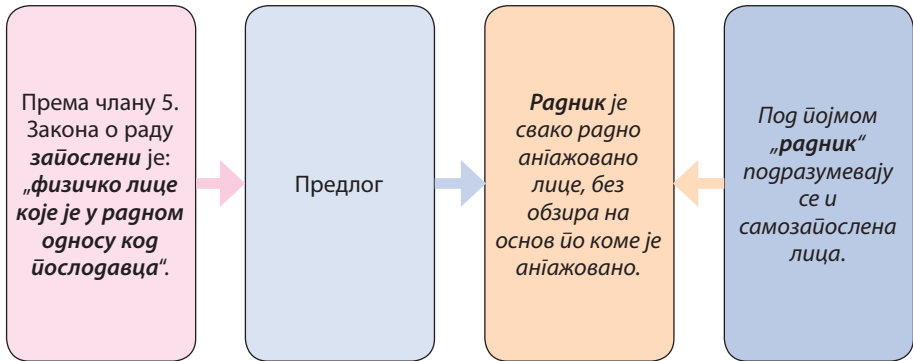 Према члану 5.
Закона о раду
запослени је:
„физичко лице
које је у радном
односу код
послодавца“.
Предлог
Радник је
свако радно
ангажовано
лице, без
обзира на
основ по коме је
ангажовано.
Под појмом
„радник“
подразумевају
се и
самозапослена
лица.